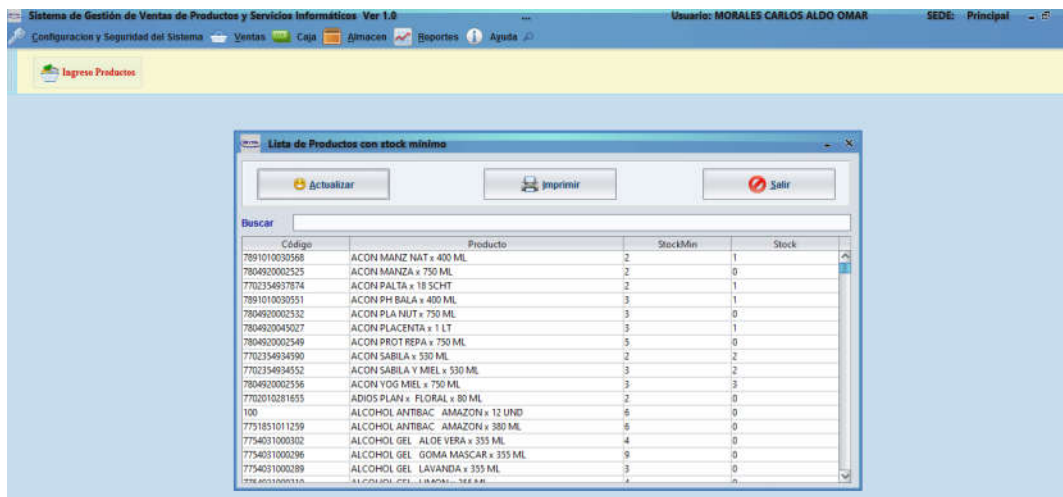 Sistema de Gestión de Ventas de Productos y Servicios Informáticos Ver 1.0 ... Usuario: MORALES CARLOS ALDO OMAR SEDE: Principal
Configuracion y Seguridad del Sistema Ventas Caja Almacen Reportes Ayuda
Ingreso Productos
Lista de Productos con stock mínimo
Actualizar Imprimir Salir
Buscar
Código Producto StockMin Stock
7891010030568 ACON MANZ NAT x 400 ML 2 1
7804920002525 ACON MANZA x 750 ML 2 0
7702354937874 ACON PALTA x 18 SCHT 2 1
7891010030551 ACON PH BALA x 400 ML 3 1
7804920002532 ACON PLA NUT x 750 ML 3 0
7804920045027 ACON PLACENTA x 1 LT 3 1
7804920002549 ACON PROT REPA x 750 ML 5 0
7702354934590 ACON SABILA x 530 ML 2 2
7702354934552 ACON SABILA Y MIEL x 530 ML 3 2
7804920002556 ACON YOG MIEL x 750 ML 3 3
7702010281655 ADIOS PLAN x FLORAL x 80 ML 2 0
100 ALCOHOL ANTIBAC AMAZON x 12 UND 6 0
7751851011259 ALCOHOL ANTIBAC AMAZON x 380 ML 6 0
7754031000302 ALCOHOL GEL ALOE VERA x 355 ML 4 0
7754031000296 ALCOHOL GEL GOMA MASCAR x 355 ML 9 0
7754031000289 ALCOHOL GEL LAVANDA x 355 ML 3 0